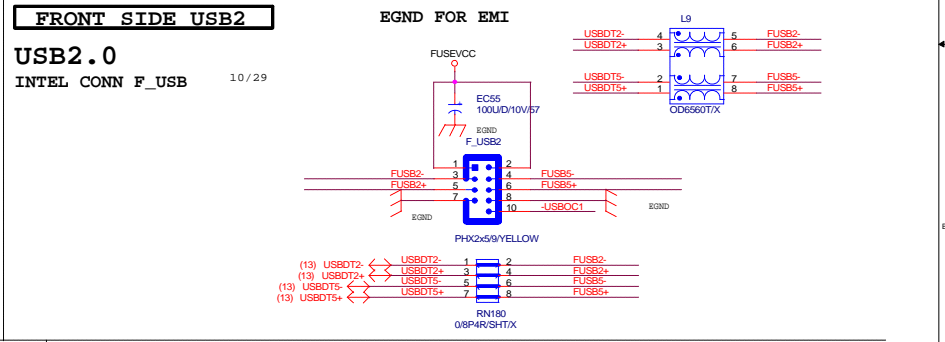 FRONT SIDE USB2
EGND FOR EMI
USB2.0
INTEL CONN F_USB 10/29
FUSEVCC
EC55
100U/D/10V/57
EGND
F_USB2
1 2
FUSB2- 3 4 FUSB5-
FUSB2+ 5 6 FUSB5+
7 8
10 -USBOC1
EGND
EGND
PHX2x5/9/YELLOW
L9
USBDT2- 4 5 FUSB2-
USBDT2+ 3 6 FUSB2+
USBDT5- 2 7 FUSB5-
USBDT5+ 1 8 FUSB5+
OD6560T/X
(13) USBDT2- USBDT2- 1 2 FUSB2-
(13) USBDT2+ USBDT2+ 3 4 FUSB2+
(13) USBDT5- USBDT5- 5 6 FUSB5-
(13) USBDT5+ USBDT5+ 7 8 FUSB5+
RN180
0/8P4R/SHT/X